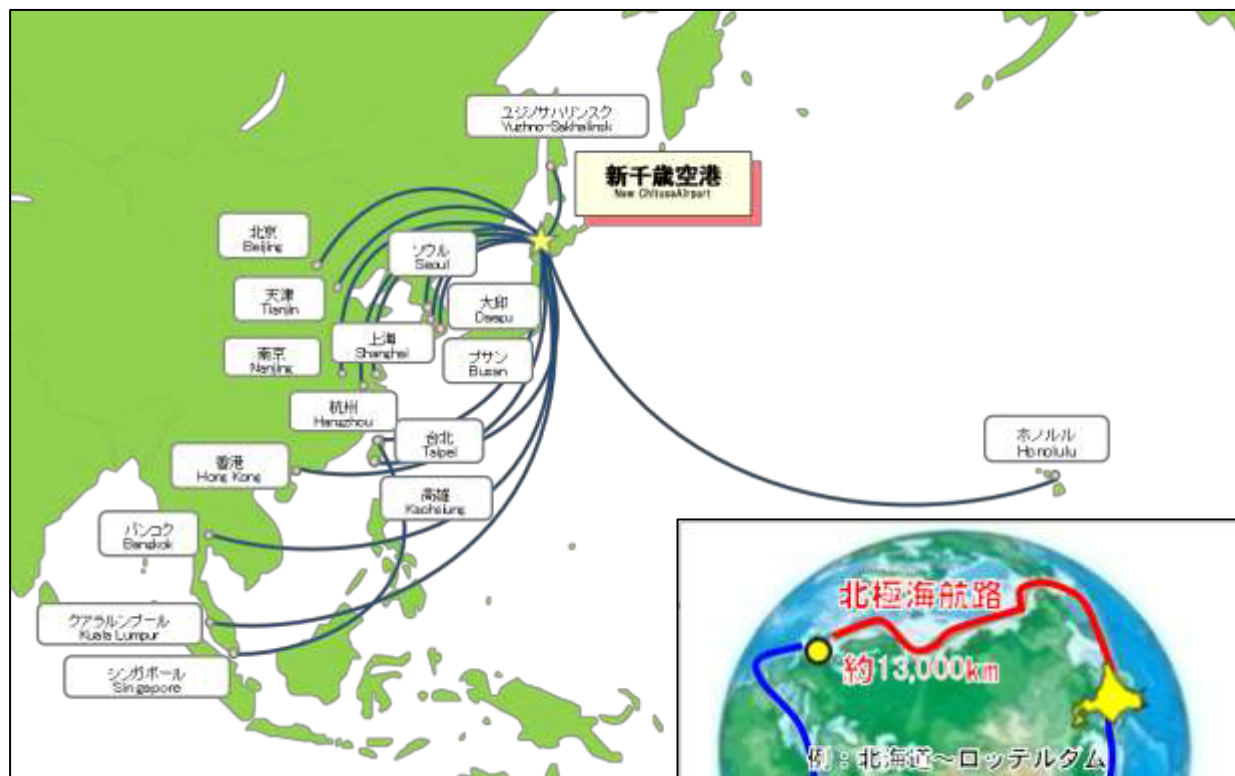 ユジノサハリンスク
Yuzhno-Sakhalinsk
新千歳空港
New ChitoseAirport
北京
Beijing
ソウル
Seoul
天津
Tianjin
大邱
Daegu
上海
Shanghai
南京
Nanjing
プサン
Busan
杭州
Hangzhou
台北
Taipei
ホノルル
Honolulu
香港
Hong Kong
高雄
Kaohsiung
バンコク
Bangkok
クアラルンプール
Kuala Lumpur
シンガポール
Singapore
北極海航路
約13,000km
例：北海道～ロッテルダム